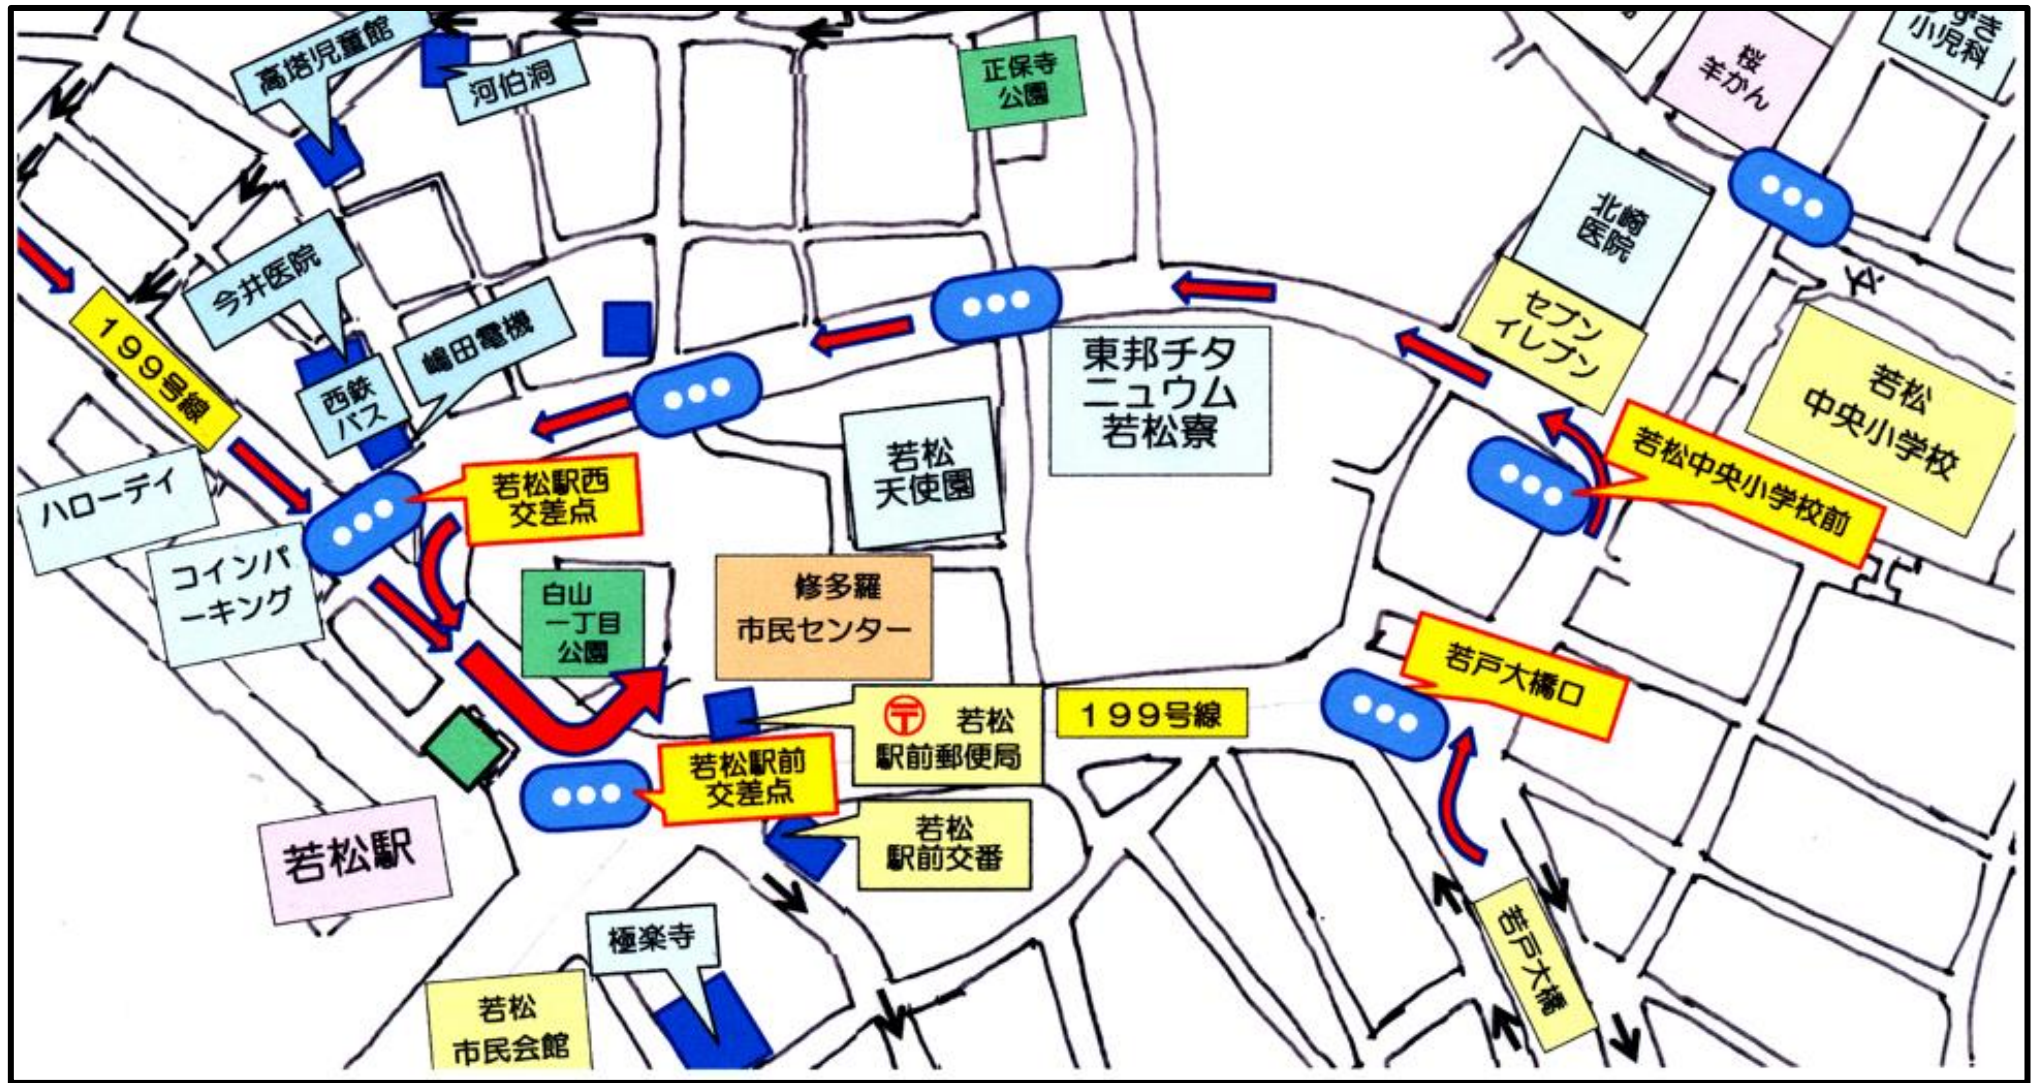 高塔児童館
河伯洞
正保寺
公園
桜
羊かん
ずき
小児科
北崎
医院
セブン
イレブン
若松
中央小学校
今井医院
199号線
西鉄
バス
嶋田電機
東邦チタ
ニュウム
若松寮
若松
天使園
若松中央小学校前
ハローデイ
若松駅西
交差点
コインパ
ーキング
白山
一丁目
公園
修多羅
市民センター
若戸大橋口
〒 若松
駅前郵便局
199号線
若松駅前
交差点
若松駅
若松
駅前交番
極楽寺
若戸大橋
若松
市民会館